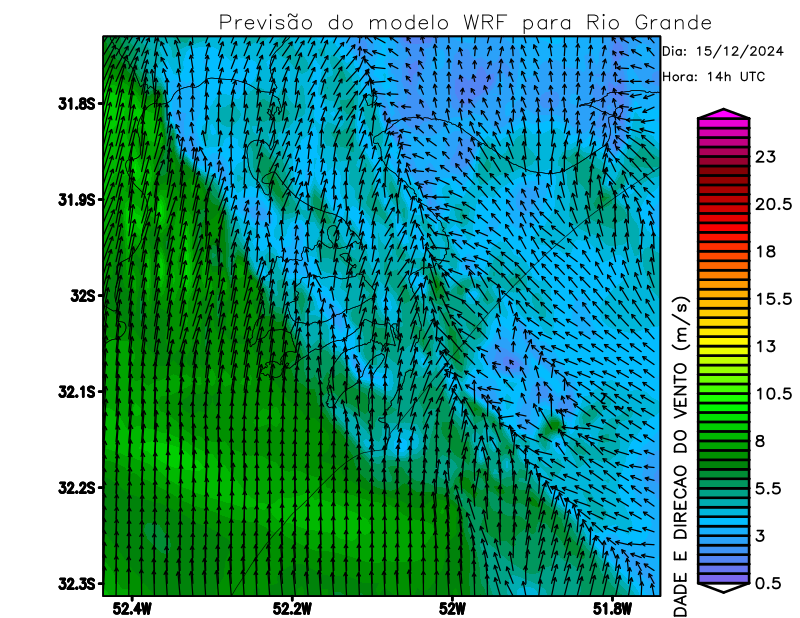 Previsão do modelo WRF para Rio Grande
Dia: 15/12/2024
Hora: 14h UTC
31.8S
31.9S
32S
32.1S
32.2S
32.3S
52.4W
52.2W
52W
51.8W
23
20.5
18
15.5
13
10.5
8
5.5
3
0.5
DADE E DIRECAO DO VENTO (m/s)